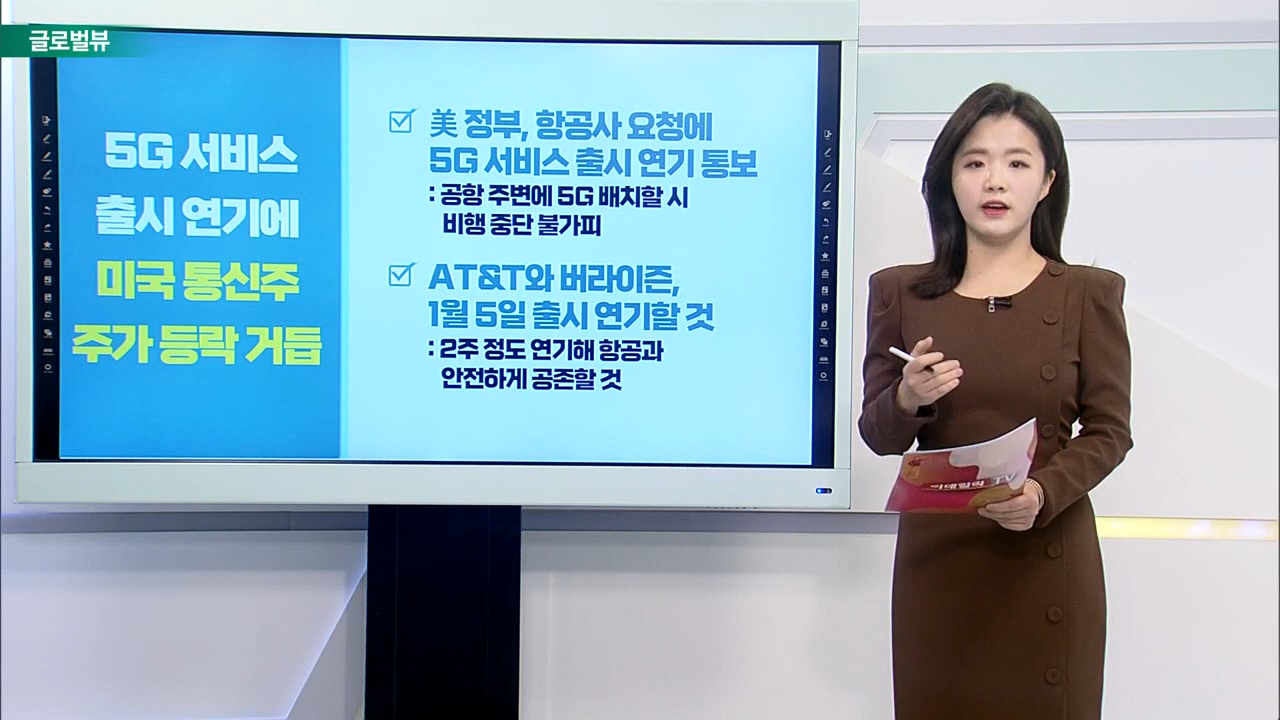 글로벌뷰
5G 서비스
출시 연기에
미국 통신주
주가 등락 거듭
美 정부, 항공사 요청에
5G 서비스 출시 연기 통보
: 공항 주변에 5G 배치할 시
비행 중단 불가피
AT&T와 버라이즌,
1월 5일 출시 연기할 것
: 2주 정도 연기해 항공과
안전하게 공존할 것
이데일리 TV